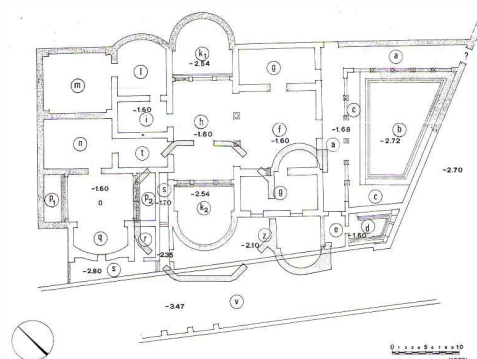 k₁
-2.54
g
a
?
l
m
-1.60
i
c
b
h
f
-1.68
-1.60
-1.60
a
-2.72
n
t
-2.70
p₁
-1.60
o
p₂
s
-1.70
-2.54
k₂
g
c
q
r
z
-2.10
e
d
-1.60
-2.35
s
-2.80
-3.47
v
0 1 2 3 4 5 6 7 8 9 10